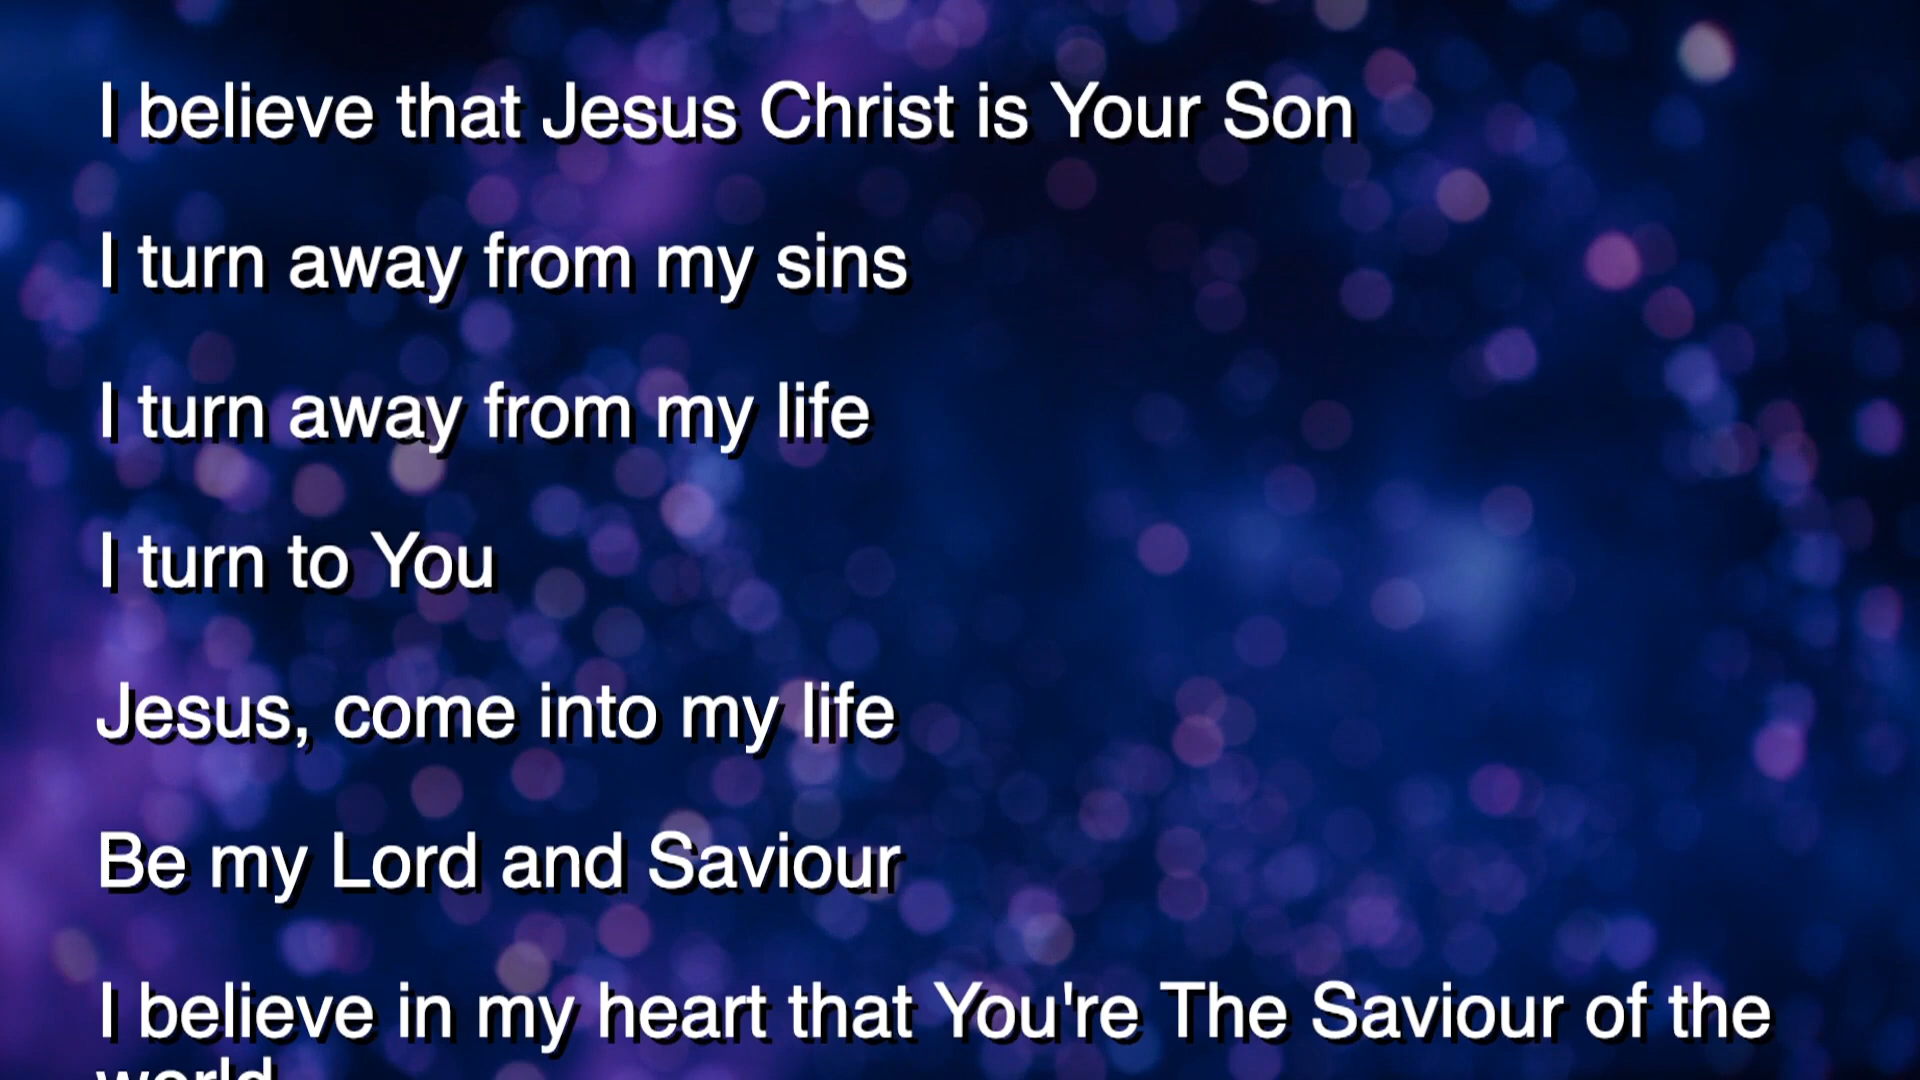 I believe that Jesus Christ is Your Son
I turn away from my sins
I turn away from my life
I turn to You
Jesus, come into my life
Be my Lord and Saviour
I believe in my heart that You're The Saviour of the
world